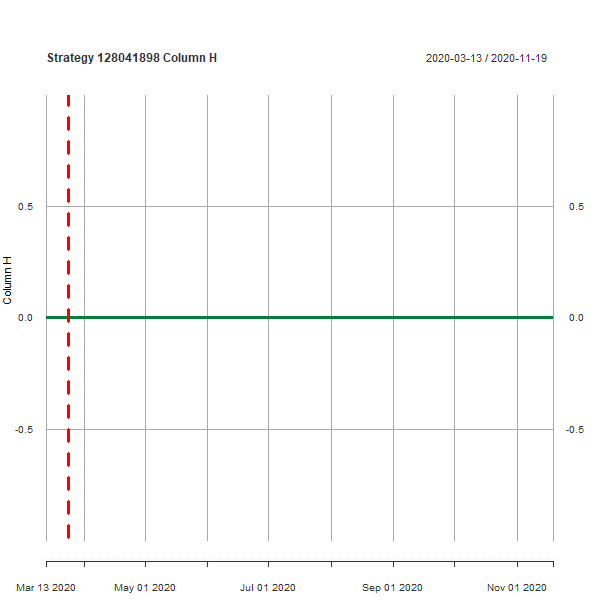 Strategy 128041898 Column H
2020-03-13 / 2020-11-19
0.5
0.5
Column H
0.0
0.0
-0.5
-0.5
Mar 13 2020
May 01 2020
Jul 01 2020
Sep 01 2020
Nov 01 2020